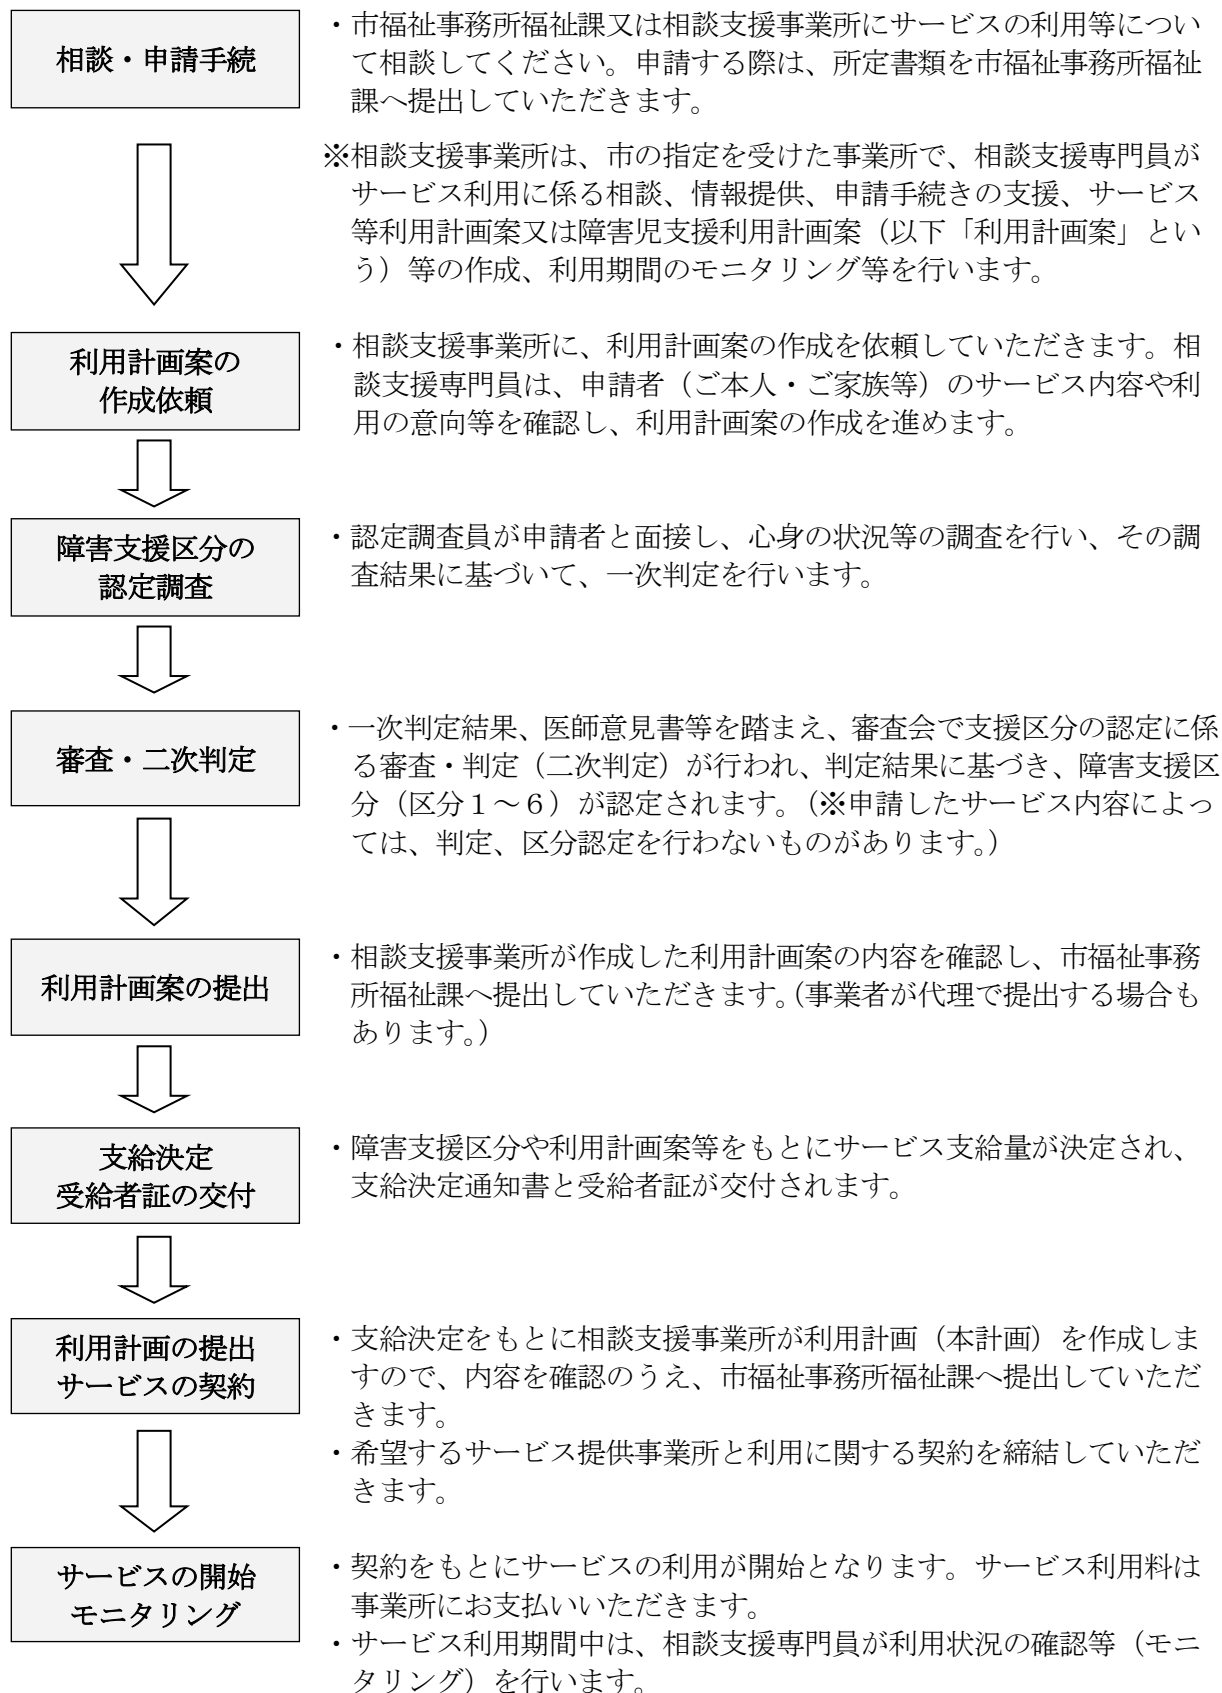 相談・申請手続
・市福祉事務所福祉課又は相談支援事業所にサービスの利用等につい
て相談してください。申請する際は、所定書類を市福祉事務所福祉
課へ提出していただきます。
※相談支援事業所は、市の指定を受けた事業所で、相談支援専門員が
サービス利用に係る相談、情報提供、申請手続きの支援、サービス
等利用計画案又は障害児支援利用計画案（以下「利用計画案」とい
う）等の作成、利用期間のモニタリング等を行います。
利用計画案の
作成依頼
・相談支援事業所に、利用計画案の作成を依頼していただきます。相
談支援専門員は、申請者（ご本人・ご家族等）のサービス内容や利
用の意向等を確認し、利用計画案の作成を進めます。
障害支援区分の
認定調査
・認定調査員が申請者と面接し、心身の状況等の調査を行い、その調
査結果に基づいて、一次判定を行います。
審査・二次判定
・一次判定結果、医師意見書等を踏まえ、審査会で支援区分の認定に係
る審査・判定（二次判定）が行われ、判定結果に基づき、障害支援区
分（区分１～６）が認定されます。（※申請したサービス内容によっ
ては、判定、区分認定を行わないものがあります。）
利用計画案の提出
・相談支援事業所が作成した利用計画案の内容を確認し、市福祉事務
所福祉課へ提出していただきます。（事業者が代理で提出する場合も
あります。）
支給決定
受給者証の交付
・障害支援区分や利用計画案等をもとにサービス支給量が決定され、
支給決定通知書と受給者証が交付されます。
利用計画の提出
サービスの契約
・支給決定をもとに相談支援事業所が利用計画（本計画）を作成しま
すので、内容を確認のうえ、市福祉事務所福祉課へ提出していただ
きます。
・希望するサービス提供事業所と利用に関する契約を締結していただ
きます。
サービスの開始
モニタリング
・契約をもとにサービスの利用が開始となります。サービス利用料は
事業所にお支払いいただきます。
・サービス利用期間中は、相談支援専門員が利用状況の確認等（モニ
タリング）を行います。